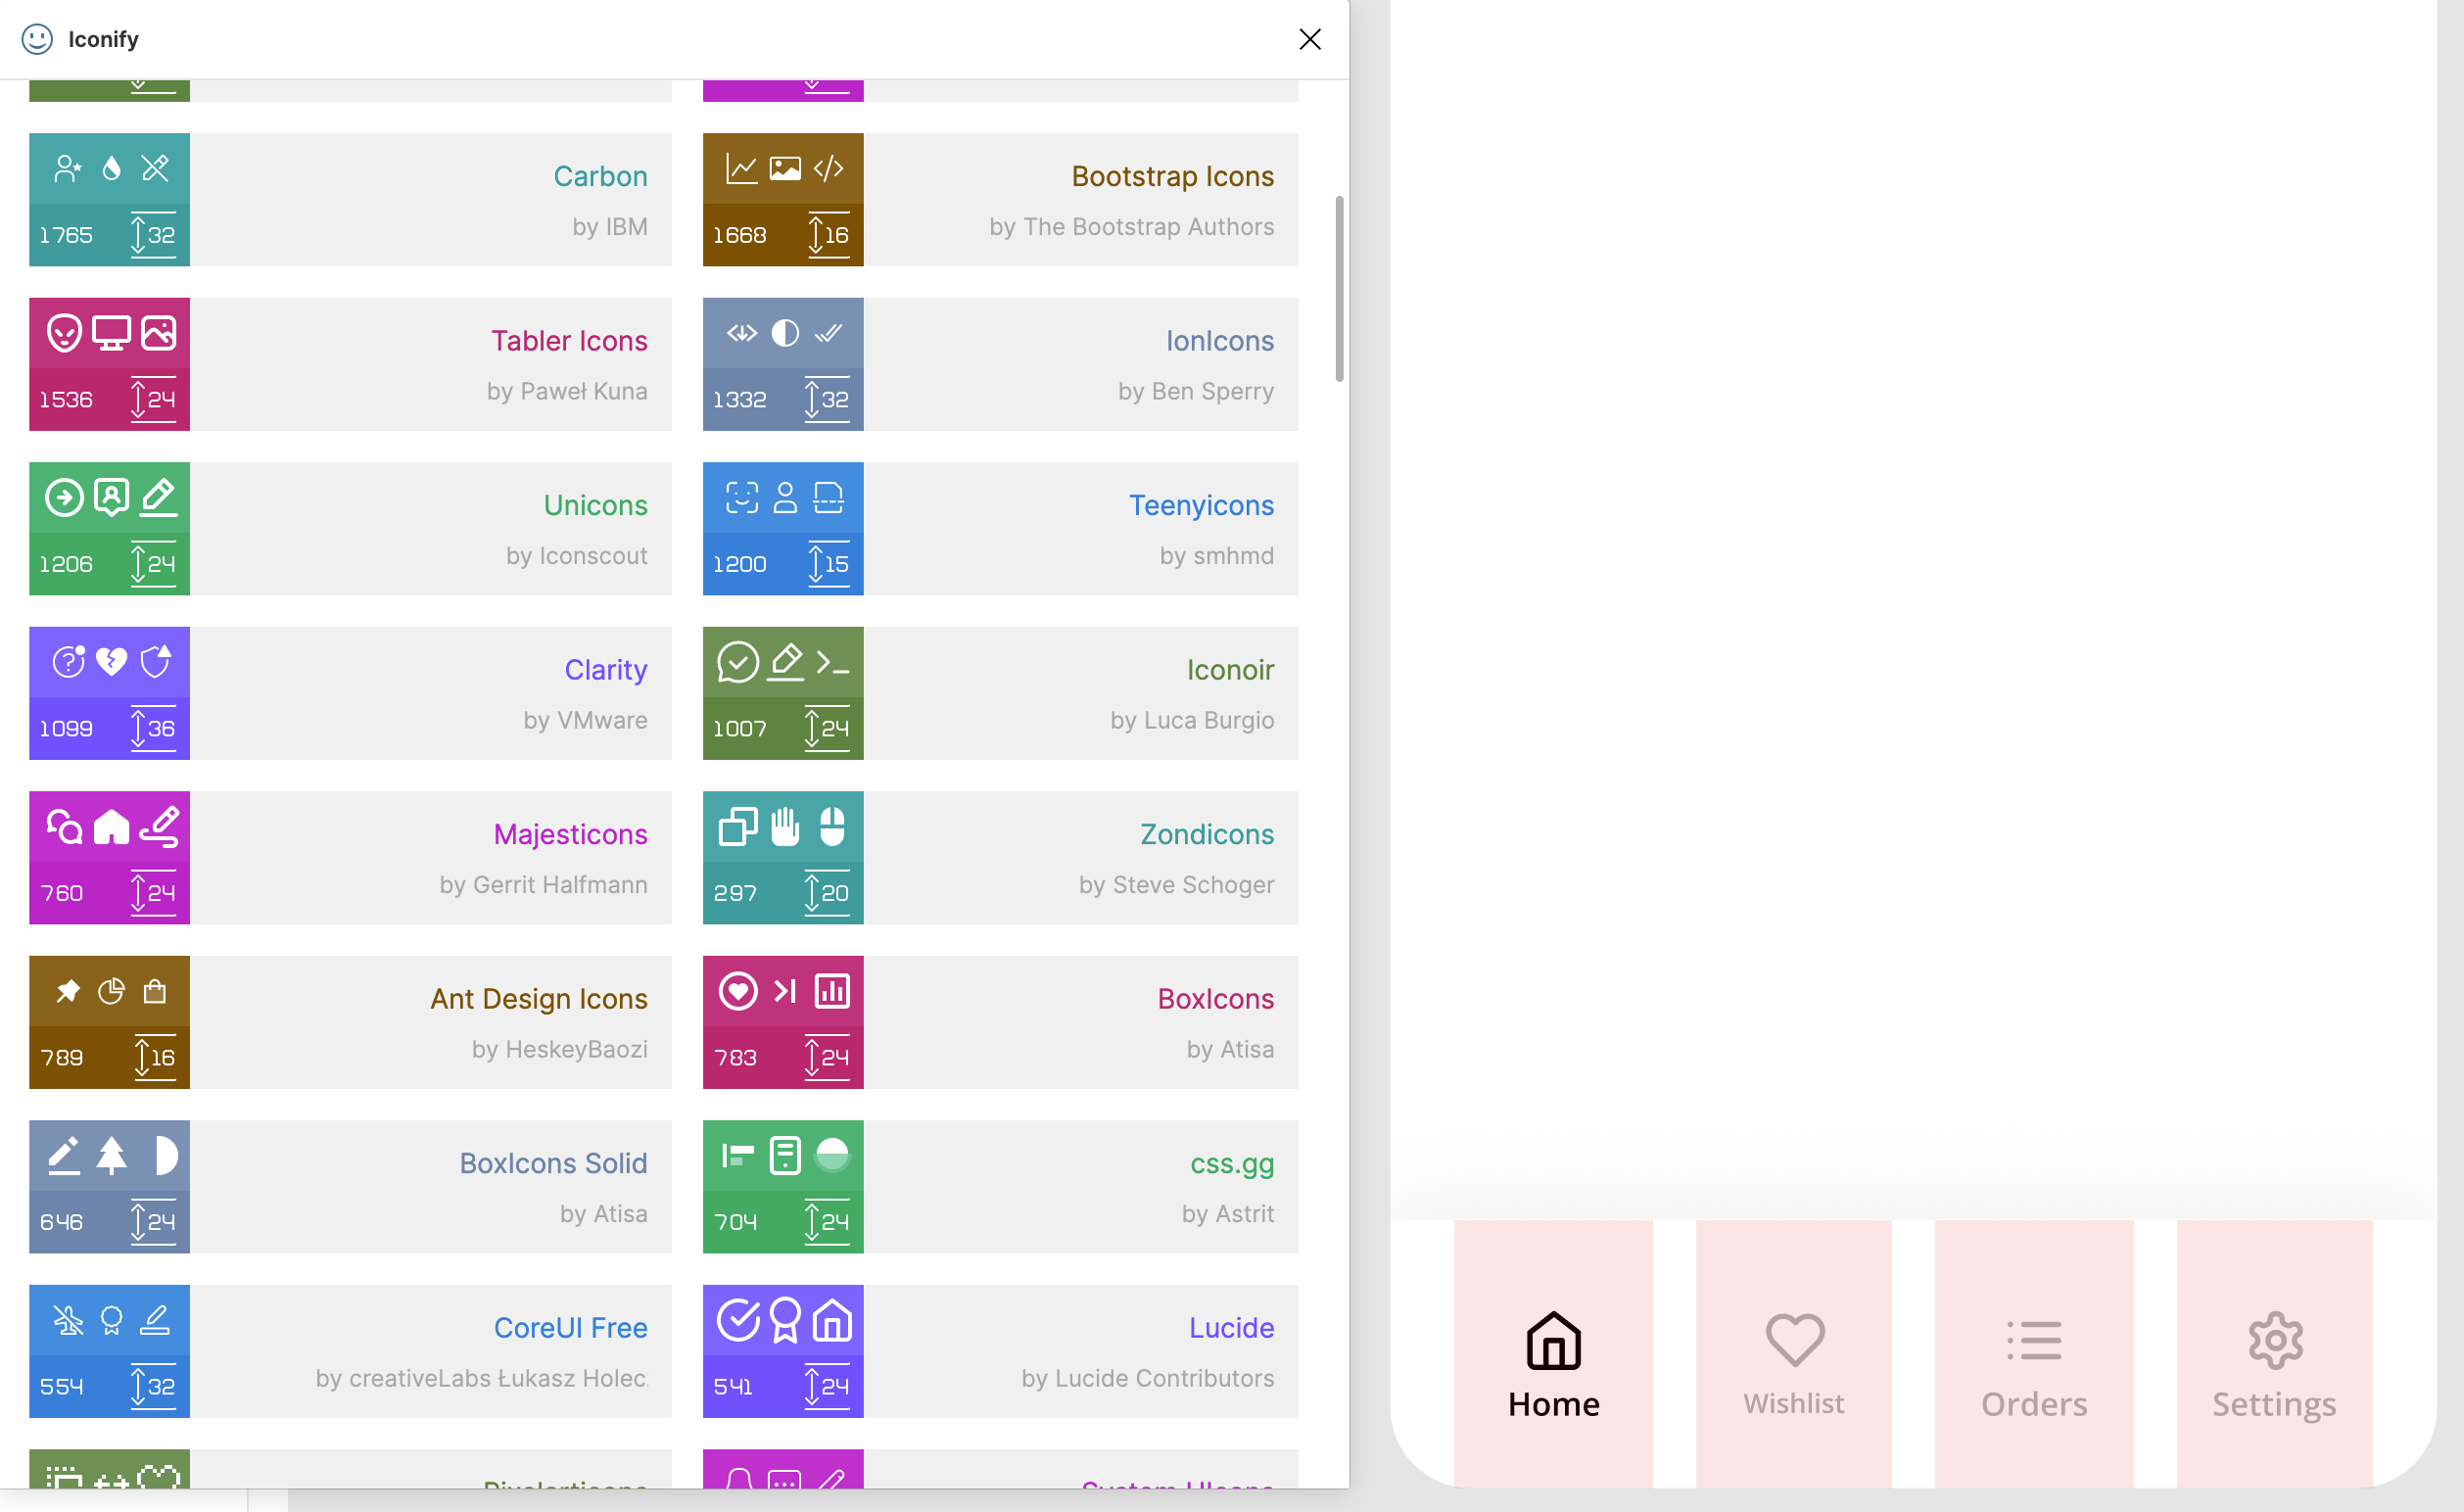 Iconify
Carbon
by IBM
1765 32
Bootstrap Icons
by The Bootstrap Authors
1668 16
Tabler Icons
by Paweł Kuna
1536 24
IonIcons
by Ben Sperry
1332 32
Unicons
by Iconscout
1206 24
Teenyicons
by smhmd
1200 15
Clarity
by VMware
1099 36
Iconoir
by Luca Burgio
1007 24
Majesticons
by Gerrit Halfmann
760 24
Zondicons
by Steve Schoger
297 20
Ant Design Icons
by HeskeyBaozi
789 16
BoxIcons
by Atisa
783 24
BoxIcons Solid
by Atisa
646 24
css.gg
by Astrit
704 24
CoreUI Free
by creativeLabs Łukasz Holec
554 32
Lucide
by Lucide Contributors
541 24
Home
Wishlist
Orders
Settings